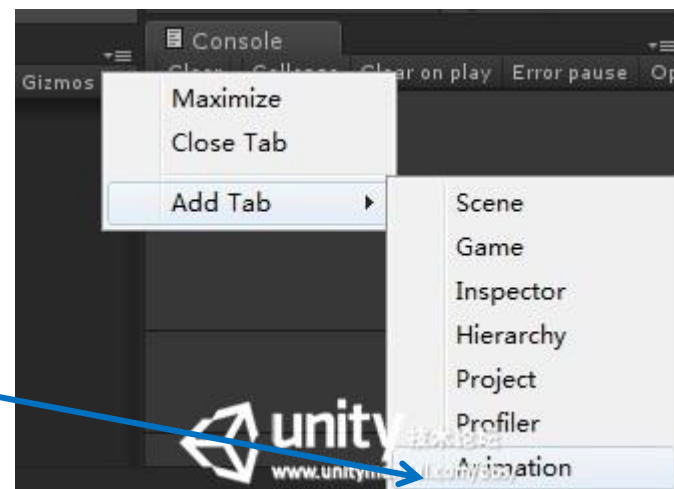 Console
Gizmos
Clear Collapse Clear on play Error pause
Maximize
Close Tab
Add Tab
Scene
Game
Inspector
Hierarchy
Project
Profiler
Animation
unity